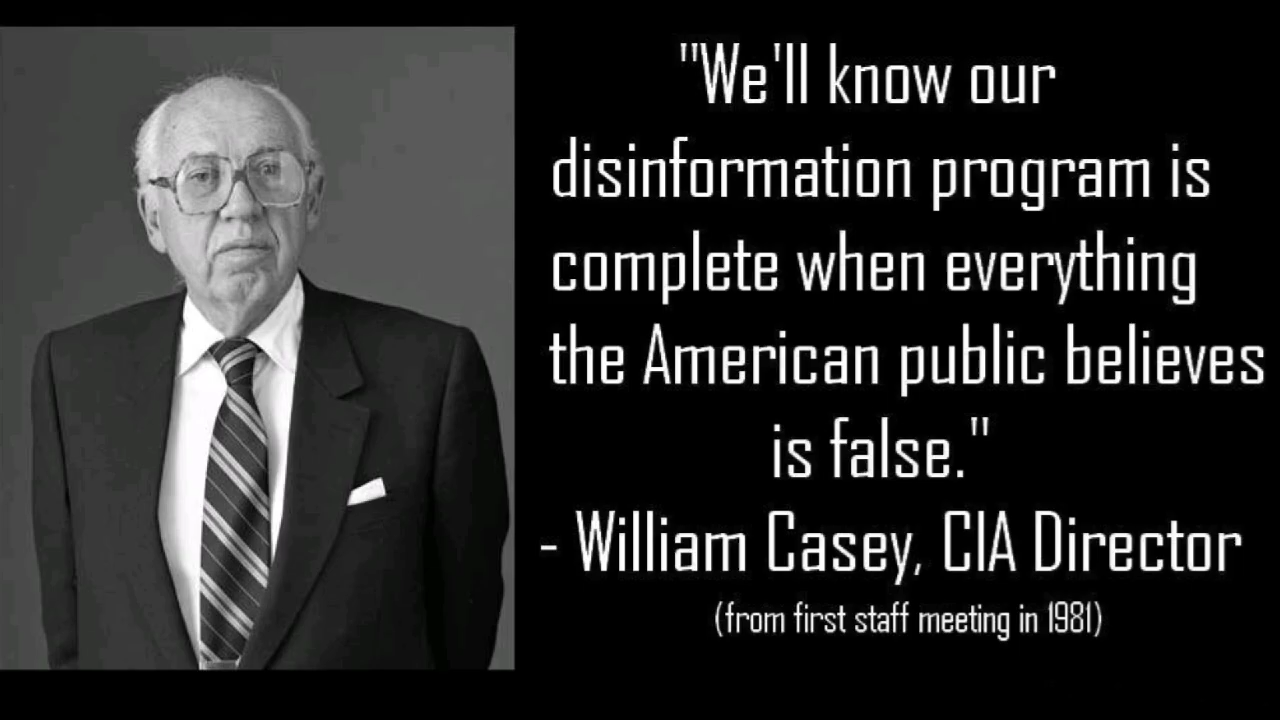 "We'll know our
disinformation program is
complete when everything
the American public believes
is false."
- William Casey, CIA Director
(from first staff meeting in 1981)